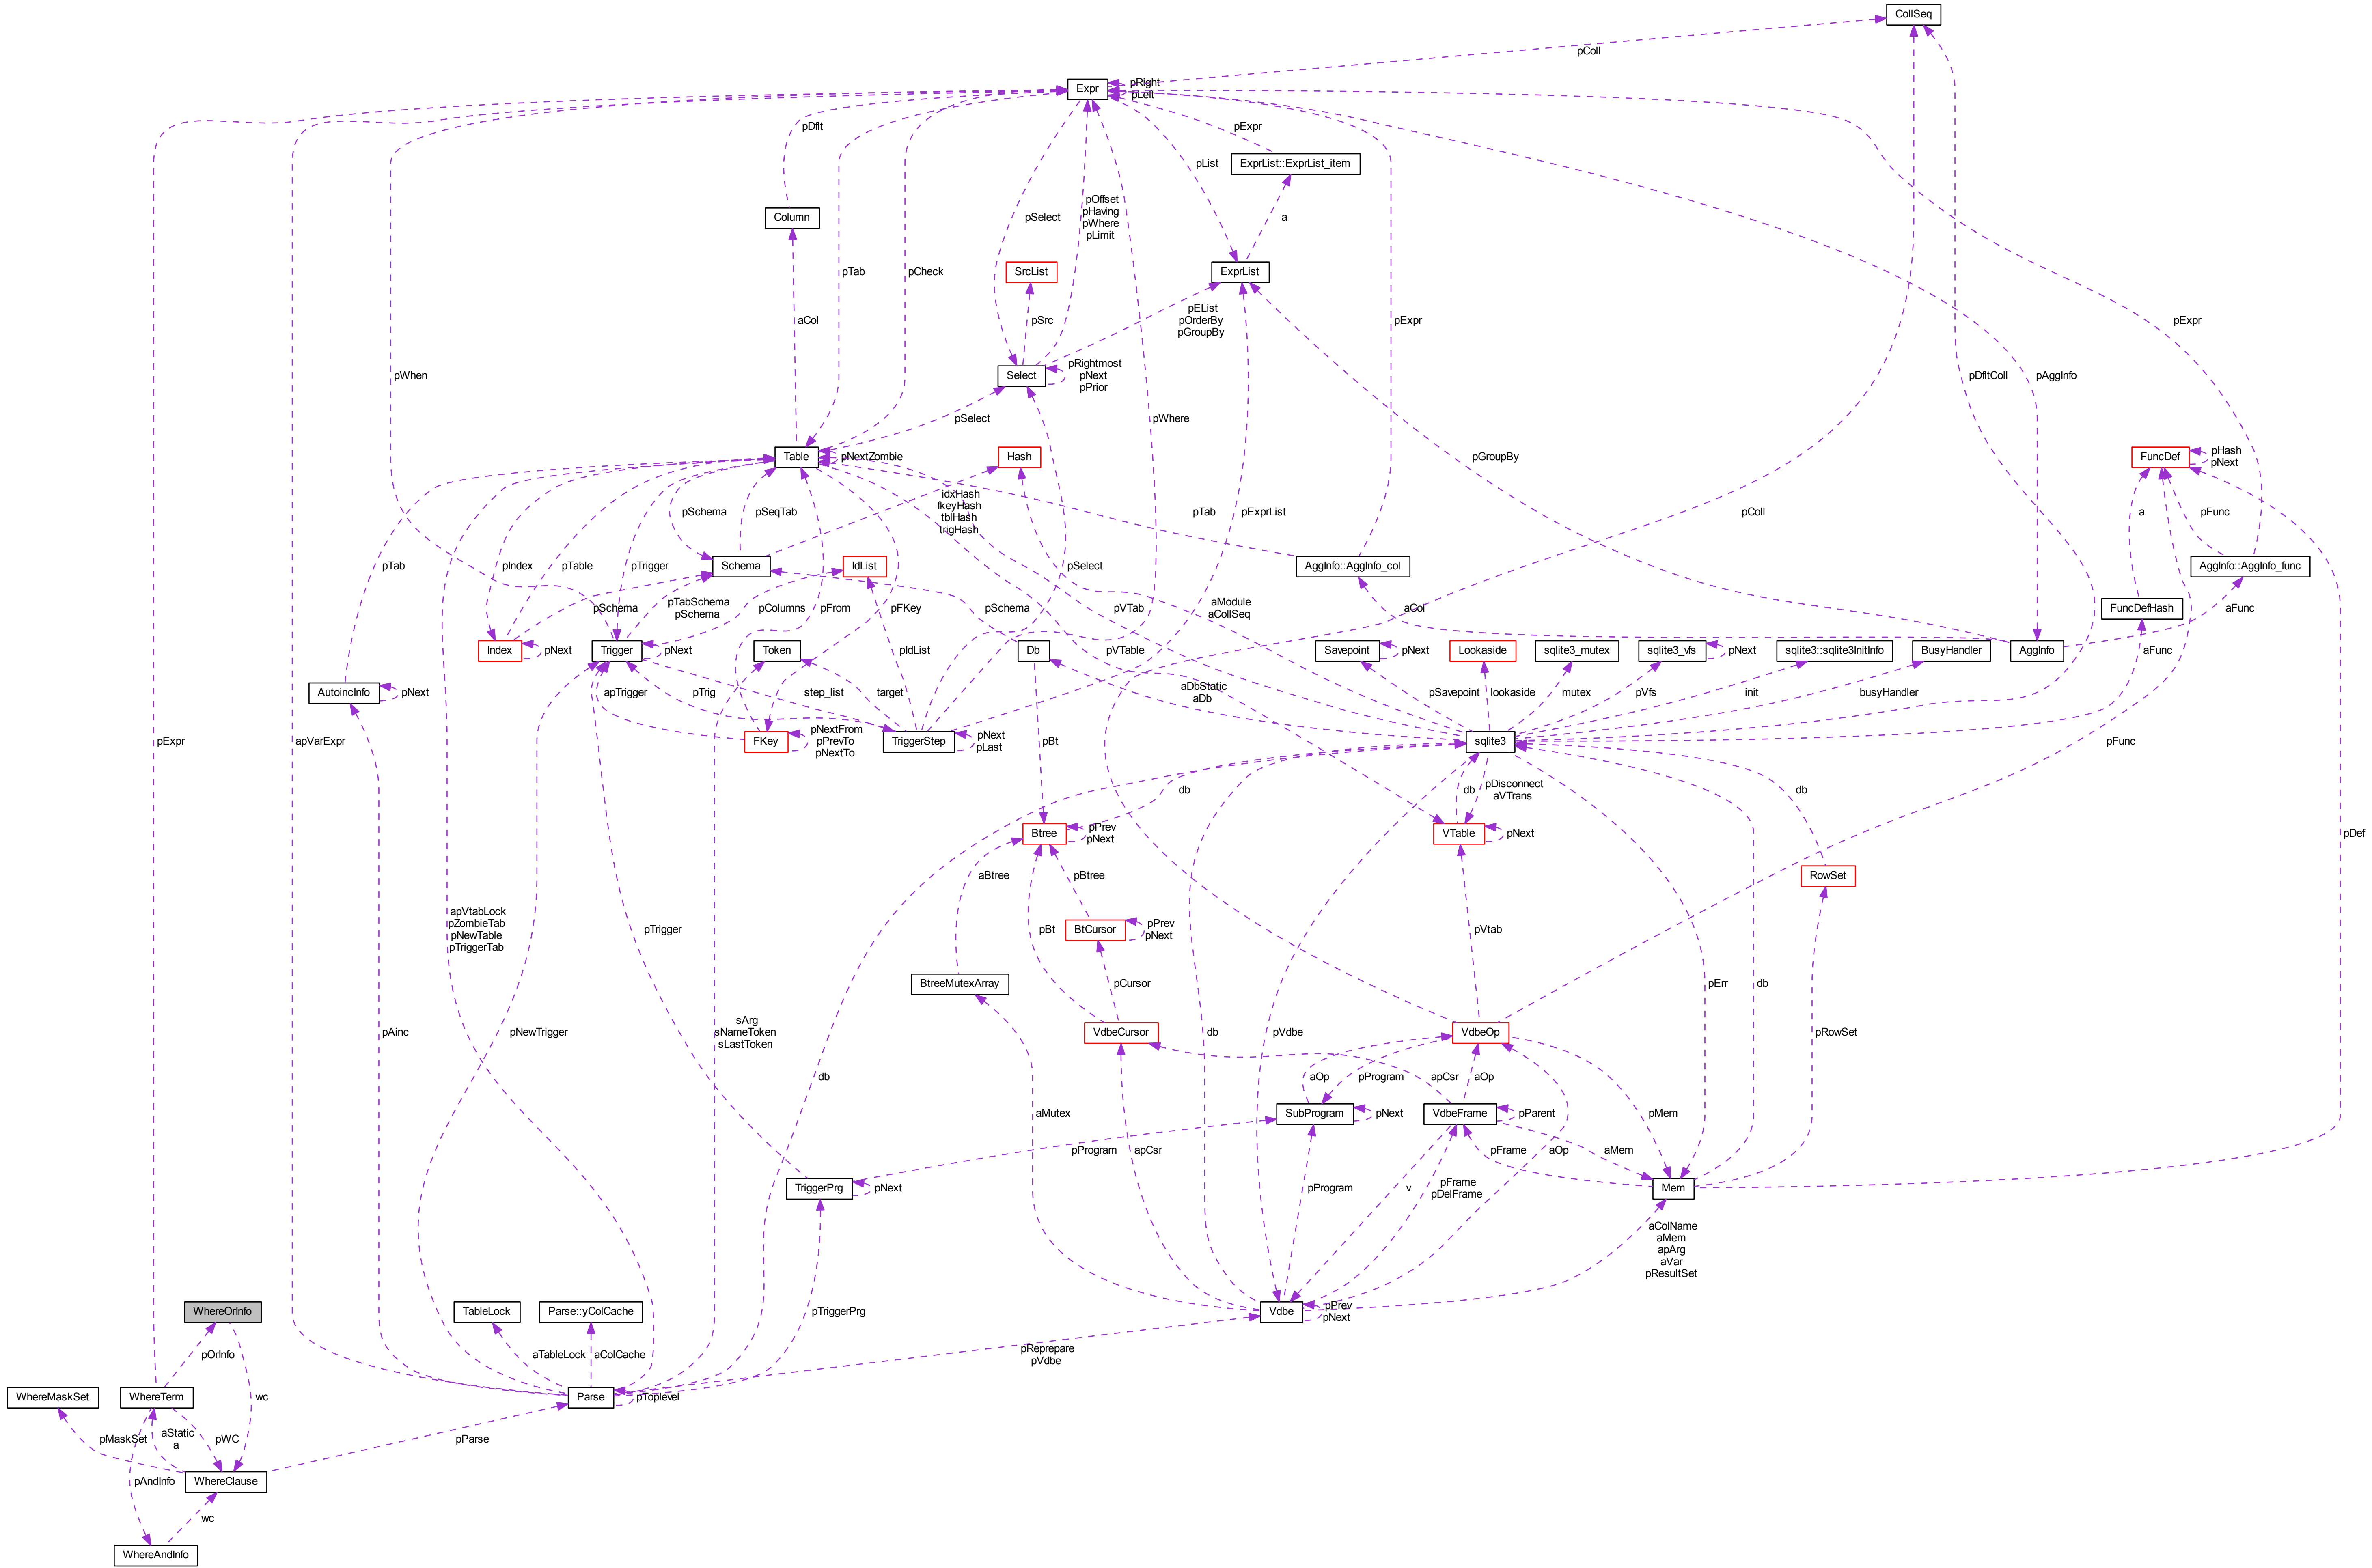 CollSeq
pColl
Expr
pRight
pLeft
pDflt
pExpr
ExprList::ExprList_item
pList
Column
pSelect
pOffset
pHaving
pWhere
pLimit
a
SrcList
ExprList
pTab
pCheck
aCol
pSrc
pEList
pOrderBy
pGroupBy
pExpr
pExpr
pWhen
Select
pRightmost
pNext
pPrior
pDfltColl
pAggInfo
pSelect
pWhere
Table
pNextZombie
Hash
pGroupBy
FuncDef
pHash
pNext
idxHash
fkeyHash
tblHash
trigHash
pSchema
pSeqTab
pTab
pExprList
pColl
a
pFunc
pTab
pIndex
pTable
pTrigger
Schema
IdList
pSelect
AggInfo::AggInfo_col
AggInfo::AggInfo_func
pSchema
pTabSchema
pSchema
pColumns
pFrom
pFKey
pSchema
pVTab
aModule
aCollSeq
aCol
FuncDefHash
aFunc
Index
pNext
Trigger
pNext
Token
pIdList
Db
pVTable
Savepoint
pNext
Lookaside
sqlite3_mutex
sqlite3_vfs
pNext
sqlite3::sqlite3InitInfo
BusyHandler
AggInfo
aFunc
AutoincInfo
pNext
apTrigger
pTrig
step_list
target
aDbStatic
aDb
pSavepoint
lookaside
mutex
pVfs
init
busyHandler
FKey
pNextFrom
pPrevTo
pNextTo
TriggerStep
pNext
pLast
pBt
sqlite3
pFunc
pExpr
apVarExpr
db
db
pDisconnect
aVTrans
db
Btree
pPrev
pNext
VTable
pNext
pDef
aBtree
pBtree
RowSet
apVtabLock
pZombieTab
pNewTable
pTriggerTab
pTrigger
pBt
BtCursor
pPrev
pNext
pVtab
BtreeMutexArray
pCursor
pErr
db
pAinc
pNewTrigger
sArg
sNameToken
sLastToken
VdbeCursor
pVdbe
db
VdbeOp
pRowSet
db
aOp
pProgram
apCsr
aOp
aMutex
SubProgram
pNext
VdbeFrame
pParent
pMem
pProgram
apCsr
pFrame
aMem
aOp
TriggerPrg
pNext
pProgram
pFrame
pDelFrame
v
Mem
aColName
aMem
apArg
aVar
pResultSet
WhereOrInfo
TableLock
Parse::yColCache
pTriggerPrg
Vdbe
pPrev
pNext
pOrInfo
aTableLock
aColCache
pReprepare
pVdbe
wc
WhereMaskSet
WhereTerm
Parse
pToplevel
pMaskSet
aStatic
a
pWC
pParse
pAndInfo
WhereClause
wc
WhereAndInfo